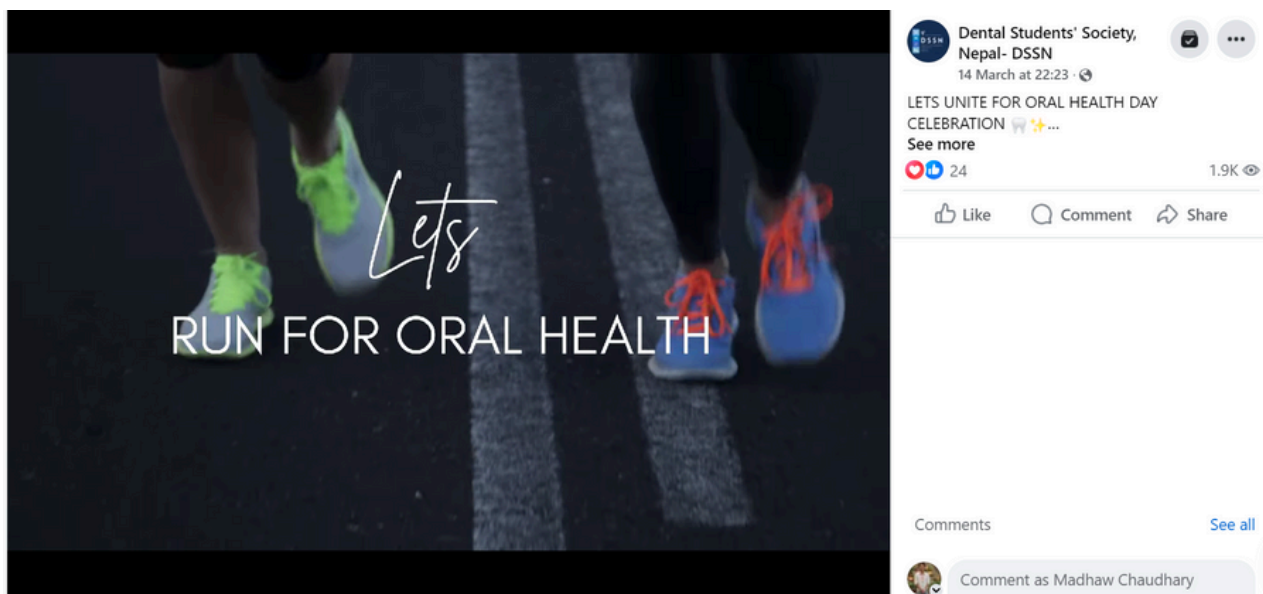 Lets
RUN FOR ORAL HEALTH
DSSN
Dental Students' Society,
Nepal- DSSN
14 March at 22:23 ·
LETS UNITE FOR ORAL HEALTH DAY
CELEBRATION 🦷✨...
See more
24
1.9K
Like
Comment
Share
Comments
See all
Comment as Madhaw Chaudhary